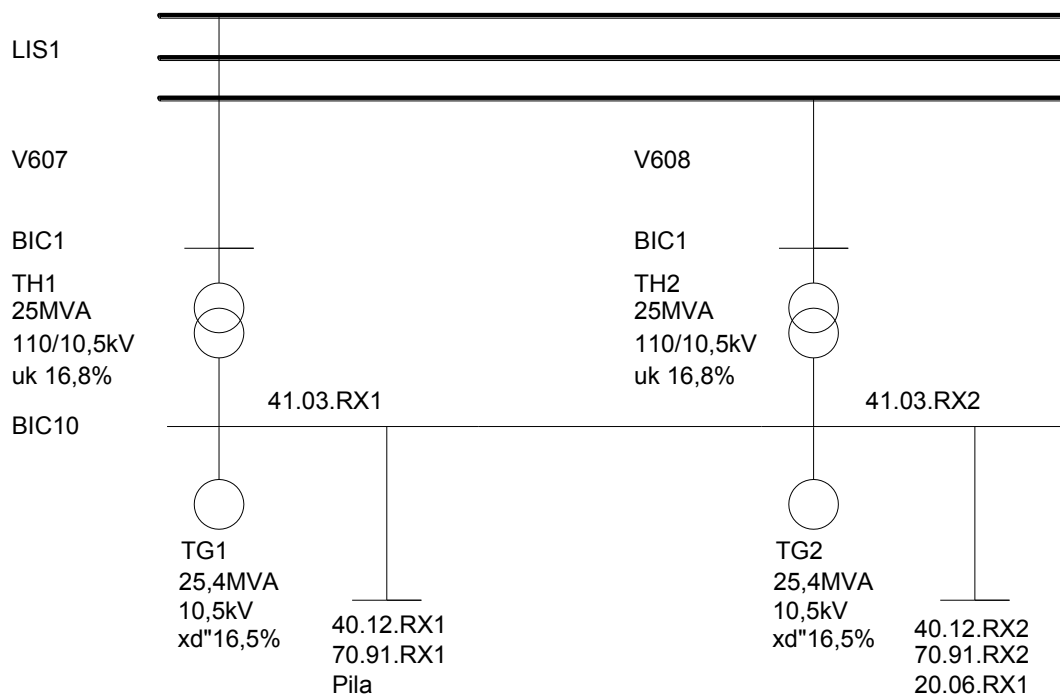 LIS1
V607
V608
BIC1
BIC1
TH1
25MVA
110/10,5kV
uk 16,8%
TH2
25MVA
110/10,5kV
uk 16,8%
41.03.RX1
41.03.RX2
BIC10
TG1
25,4MVA
10,5kV
xd"16,5%
TG2
25,4MVA
10,5kV
xd"16,5%
40.12.RX1
70.91.RX1
Pila
40.12.RX2
70.91.RX2
20.06.RX1